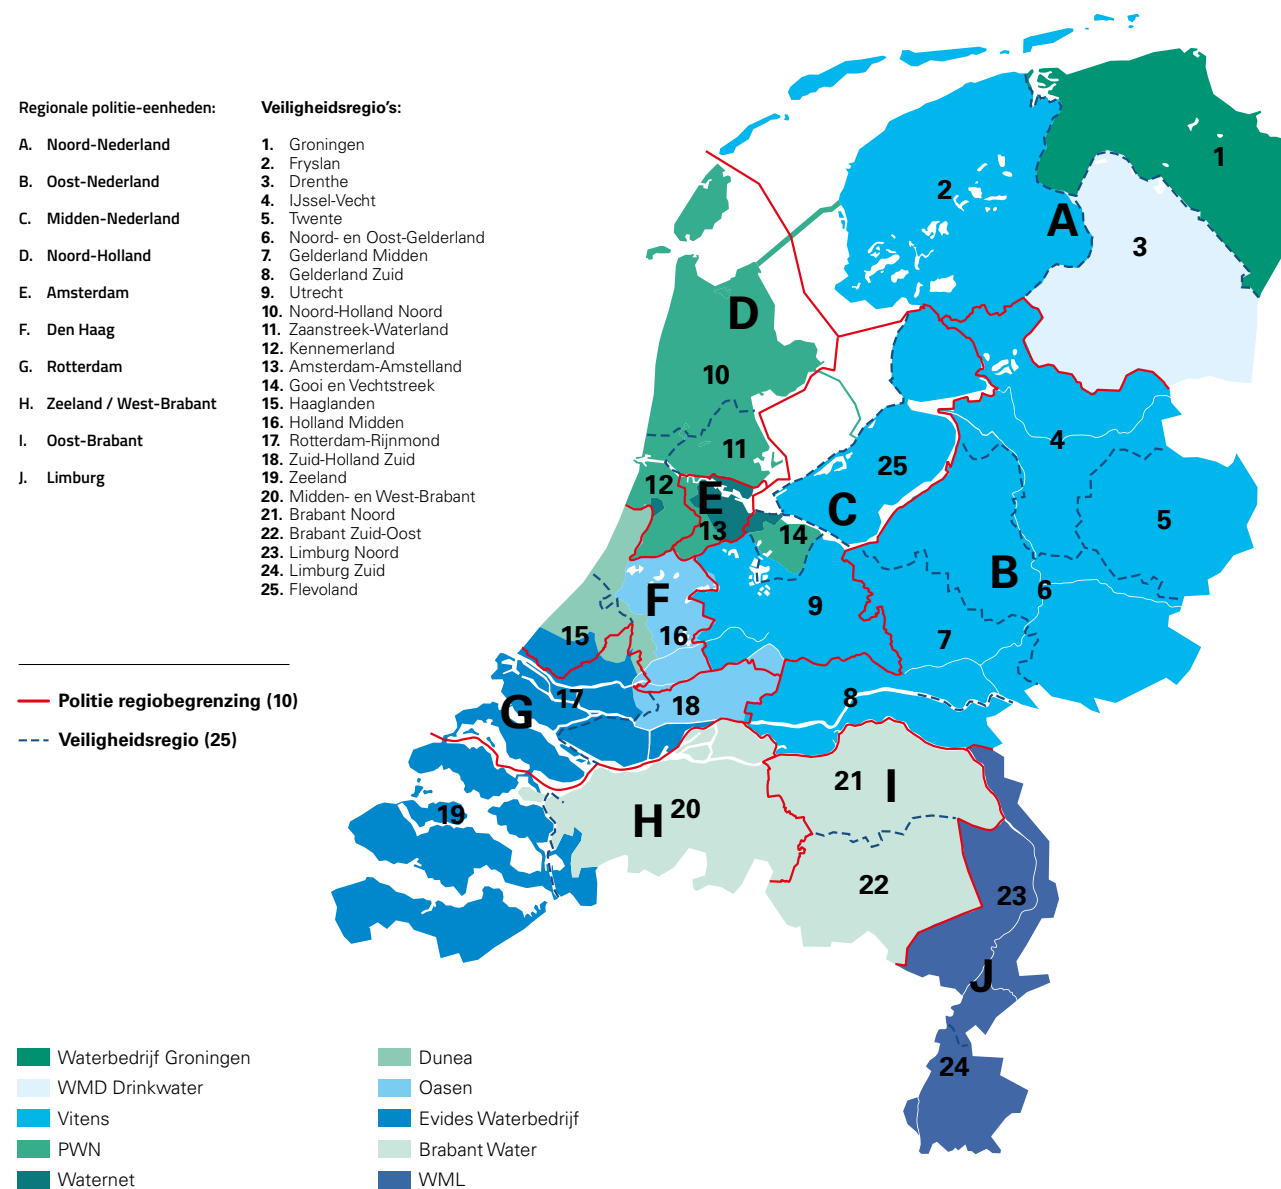 Regionale politie-eenheden:
A. Noord-Nederland
B. Oost-Nederland
C. Midden-Nederland
D. Noord-Holland
E. Amsterdam
F. Den Haag
G. Rotterdam
H. Zeeland / West-Brabant
I. Oost-Brabant
J. Limburg
Veiligheidsregio's:
1. Groningen
2. Fryslan
3. Drenthe
4. IJssel-Vecht
5. Twente
6. Noord- en Oost-Gelderland
7. Gelderland Midden
8. Gelderland Zuid
9. Utrecht
10. Noord-Holland Noord
11. Zaanstreek-Waterland
12. Kennemerland
13. Amsterdam-Amstelland
14. Gooi en Vechtstreek
15. Haaglanden
16. Holland Midden
17. Rotterdam-Rijnmond
18. Zuid-Holland Zuid
19. Zeeland
20. Midden- en West-Brabant
21. Brabant Noord
22. Brabant Zuid-Oost
23. Limburg Noord
24. Limburg Zuid
25. Flevoland
Politie regiobegrenzing (10)
Veiligheidsregio (25)
1
2
A
3
D
10
4
11
25
12
E
C
5
13
14
B
6
F
9
15
16
7
17
18
8
G
21
I
19
H
20
22
23
J
24
Waterbedrijf Groningen
WMD Drinkwater
Vitens
PWN
Waternet
Dunea
Oasen
Evides Waterbedrijf
Brabant Water
WML